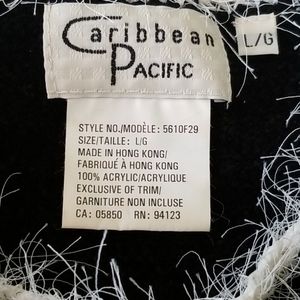 Caribbean
PACIFIC
L/G
STYLE NO./MODÈLE: 5610F29
SIZE/TAILLE: L/G
MADE IN HONG KONG/
FABRIQUÉ À HONG KONG/
100% ACRYLIC/ACRYLIQUE
EXCLUSIVE OF TRIM/
GARNITURE NON INCLUSE
CA: 05850 RN: 94123